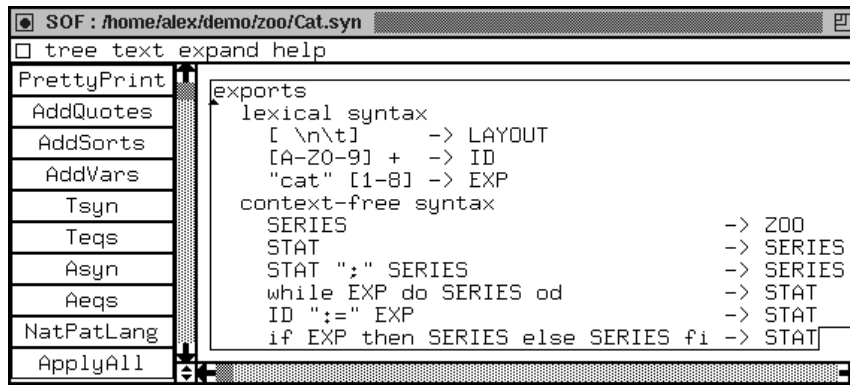 SOF : /home/alex/demo/zoo/Cat.syn
tree text expand help
PrettyPrint
AddQuotes
AddSorts
AddVars
Tsyn
Teqs
Asyn
Aeqs
NatPatLang
ApplyAll
exports
lexical syntax
[ \n\t] -> LAYOUT
[A-Z0-9] + -> ID
"cat" [1-8] -> EXP
context-free syntax
SERIES -> ZOO
STAT -> SERIES
STAT ";" SERIES -> SERIES
while EXP do SERIES od -> STAT
ID ":=" EXP -> STAT
if EXP then SERIES else SERIES fi -> STAT